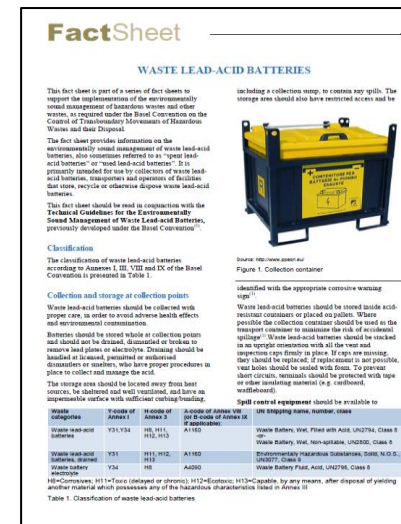 FactSheet
WASTE LEAD-ACID BATTERIES
This fact sheet is part of a series of fact sheets to
support the implementation of the environmentally
sound management of hazardous wastes and other
wastes, as required under the Basel Convention on the
Control of Transboundary Movements of Hazardous
Wastes and their Disposal.
The fact sheet provides information on the
environmentally sound management of waste lead-acid
batteries, also sometimes referred to as "spent lead-
acid batteries" or "used lead-acid batteries". It is
primarily intended for use by collectors of waste lead-
acid batteries, transporters and operators of facilities
that store, recycle or otherwise dispose waste lead-acid
batteries.
This fact sheet should be read in conjunction with the
Technical Guidelines for the Environmentally
Sound Management of Waste Lead-acid Batteries,
previously developed under the Basel Convention[1].
Classification
The classification of waste lead-acid batteries
according to Annexes I, III, VIII and IX of the Basel
Convention is presented in Table 1.
Collection and storage at collection points
Waste lead-acid batteries should be collected with
proper care, in order to avoid adverse health effects
and environmental contamination.
Batteries should be stored whole at collection points
and should not be drained, dismantled or broken to
remove lead plates or electrolyte. Draining should be
handled at licensed, permitted or authorised
dismantlers or smelters, who have proper procedures in
place to collect and manage the acid.
The storage area should be located away from heat
sources, be sheltered and well ventilated, and have an
impermeable surface with sufficient curbing/bunding,
including a collection sump, to contain any spills. The
storage area should also have restricted access and be
CONTENITORE PER
BATTERIE AL PIOMBO
ESAUSTE
Figure 1. Collection container
identified with the appropriate corrosive warning
sign[1].
Waste lead-acid batteries should be stored inside acid-
resistant containers or placed on pallets. Where
possible the collection container should be used as the
transport container to minimize the risk of accidental
spillage[1]. Waste lead-acid batteries should be stacked
in an upright orientation with all the vent and
inspection caps firmly in place. If caps are missing,
they should be replaced; if replacement is not possible,
vent holes should be sealed with foam. To prevent
short circuits, terminals should be protected with tape
or other insulating material (e.g. cardboard,
waffleboard).
Spill control equipment should be available to
Waste categories Y-code of Annex I H-code of Annex 3 A-code of Annex VIII (or B-code of Annex IX if applicable): UN Shipping name, number, class
Waste lead-acid batteries Y31,Y34 H8, H11, H12, H13 A1160 Waste Battery, Wet, Filled with Acid, UN2794, Class 8
-or-
Waste Battery, Wet, Non-spillable, UN2800, Class 8
Waste lead-acid batteries, drained Y31 H11, H12, H13 A1160 Environmentally Hazardous Substances, Solid, N.O.S., UN3077, Class 9
Waste battery electrolyte Y34 H8 A4090 Waste Battery Fluid, Acid, UN2796, Class 8
H8=Corrosives; H11=Toxic (delayed or chronic); H12=Ecotoxic; H13=Capable, by any means, after disposal of yielding
another material which possesses any of the hazardous characteristics listed in Annex III
Table 1. Classification of waste lead-acid batteries